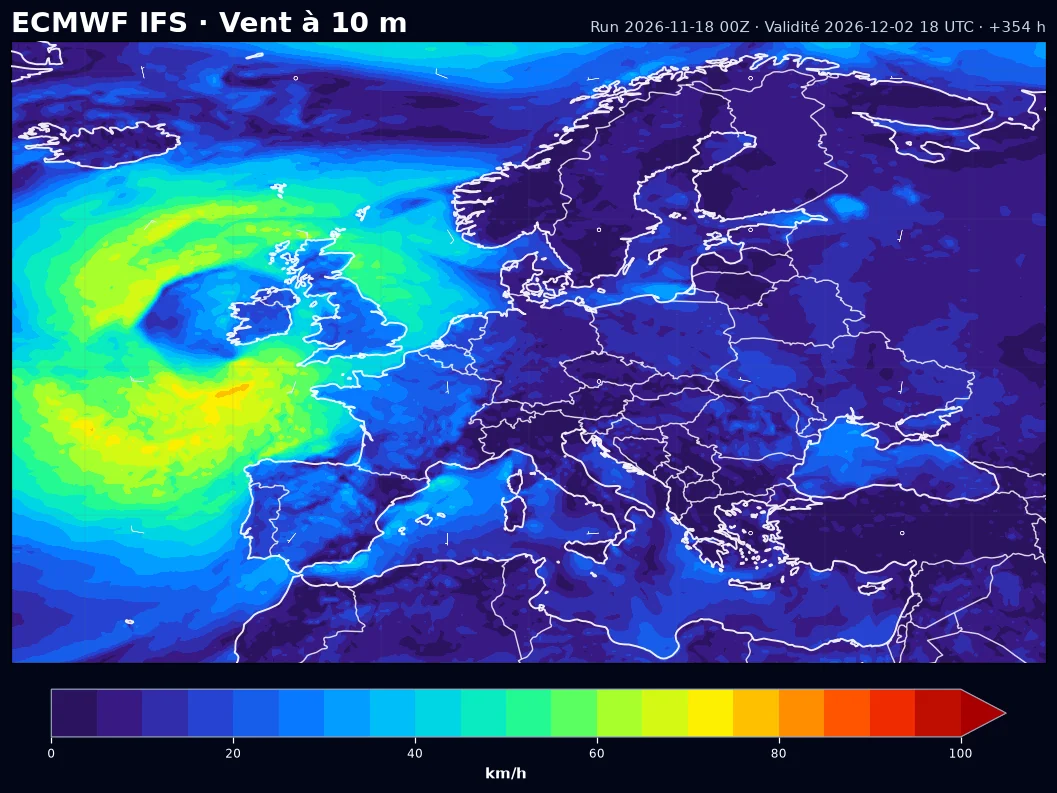 ECMWF IFS · Vent à 10 m
Run 2026-11-18 00Z · Validité 2026-12-02 18 UTC · +354 h
0 20 40 60 80 100
km/h